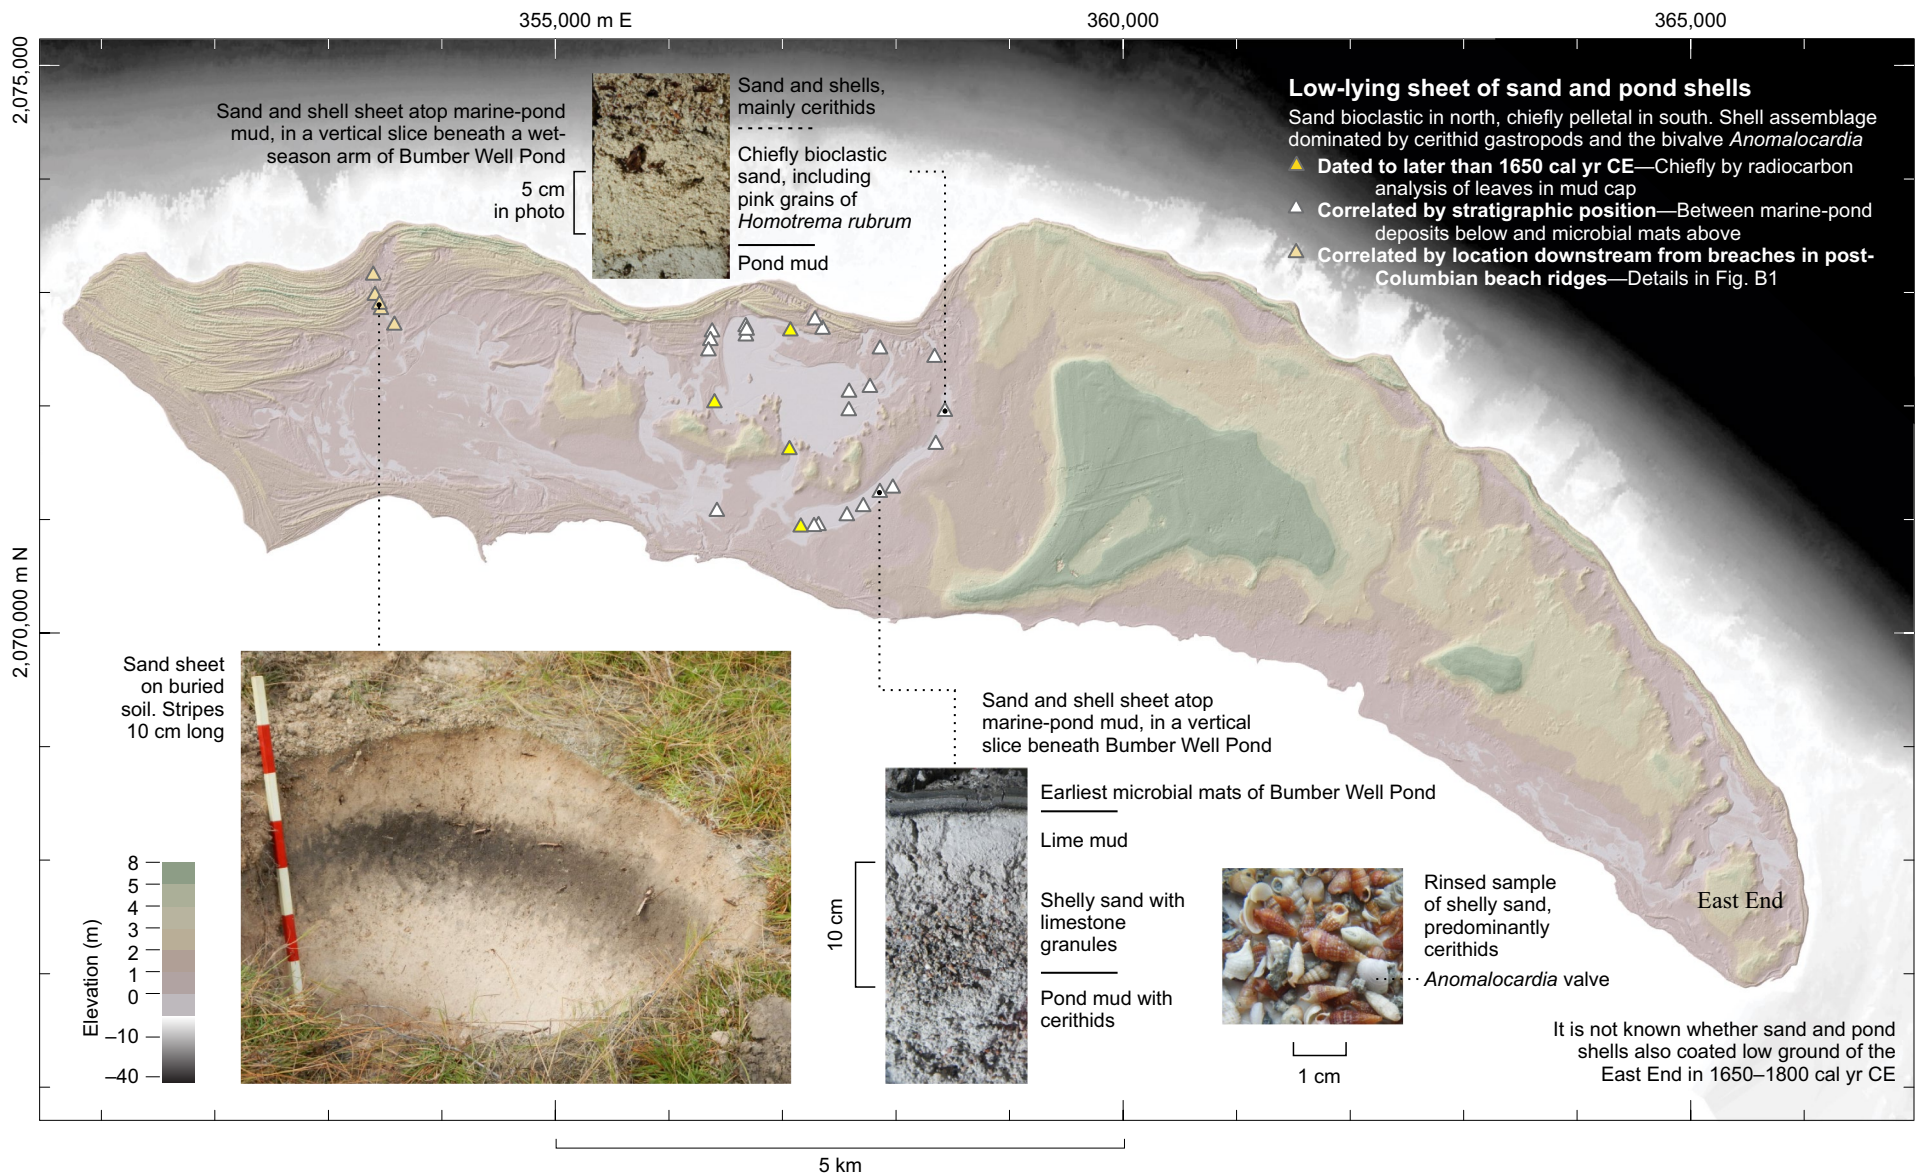 355,000 m E
360,000
365,000
2,075,000
2,070,000 m N
Sand and shell sheet atop marine-pond
mud, in a vertical slice beneath a wet-
season arm of Bumber Well Pond
5 cm
in photo
Sand and shells,
mainly cerithids
Chiefly bioclastic
sand, including
pink grains of
Homotrema rubrum
Pond mud
Low-lying sheet of sand and pond shells
Sand bioclastic in north, chiefly pelletal in south. Shell assemblage
dominated by cerithid gastropods and the bivalve Anomalocardia
Dated to later than 1650 cal yr CE—Chiefly by radiocarbon
analysis of leaves in mud cap
Correlated by stratigraphic position—Between marine-pond
deposits below and microbial mats above
Correlated by location downstream from breaches in post-
Columbian beach ridges—Details in Fig. B1
Sand sheet
on buried
soil. Stripes
10 cm long
Elevation (m)
8
5
4
3
2
1
0
–10
–40
Sand and shell sheet atop
marine-pond mud, in a vertical
slice beneath Bumber Well Pond
Earliest microbial mats of Bumber Well Pond
Lime mud
10 cm
Shelly sand with
limestone
granules
Pond mud with
cerithids
Rinsed sample
of shelly sand,
predominantly
cerithids
Anomalocardia valve
1 cm
East End
It is not known whether sand and pond
shells also coated low ground of the
East End in 1650–1800 cal yr CE
5 km